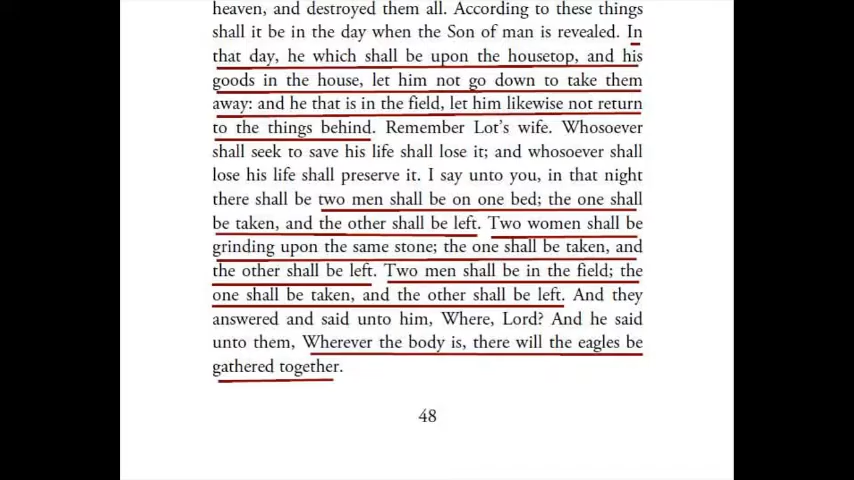 heaven, and destroyed them all. According to these things
shall it be in the day when the Son of man is revealed. In
that day, he which shall be upon the housetop, and his
goods in the house, let him not go down to take them
away: and he that is in the field, let him likewise not return
to the things behind. Remember Lot's wife. Whosoever
shall seek to save his life shall lose it; and whosoever shall
lose his life shall preserve it. I say unto you, in that night
there shall be two men shall be on one bed; the one shall
be taken, and the other shall be left. Two women shall be
grinding upon the same stone; the one shall be taken, and
the other shall be left. Two men shall be in the field; the
one shall be taken, and the other shall be left. And they
answered and said unto him, Where, Lord? And he said
unto them, Wherever the body is, there will the eagles be
gathered together.
48